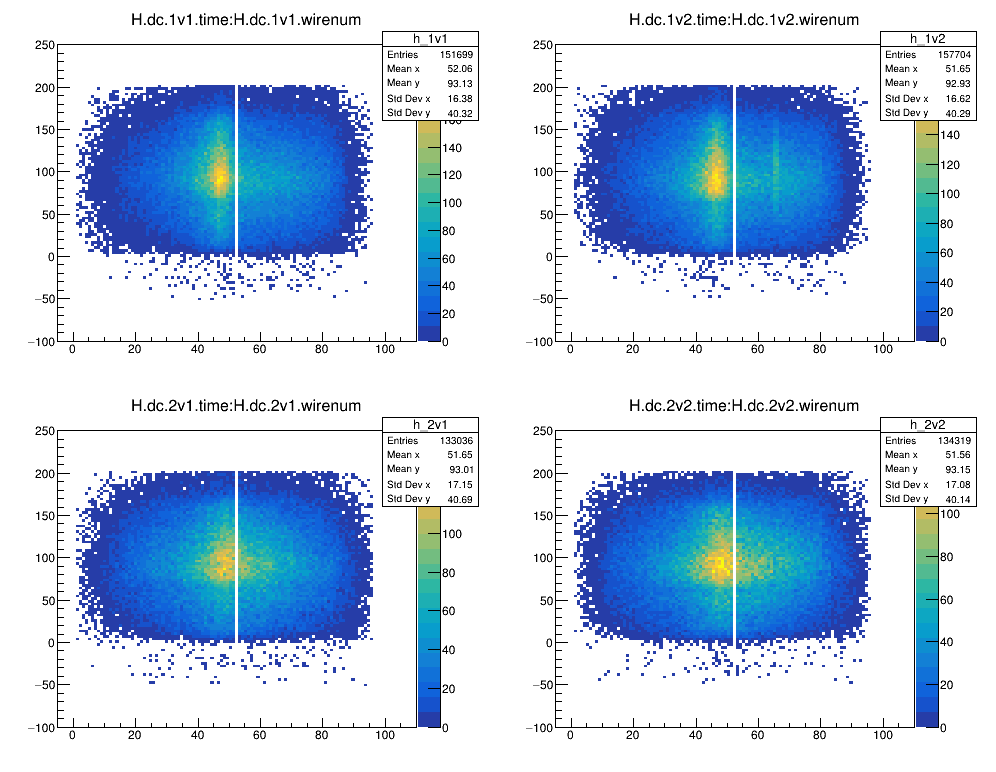 H.dc.1v1.time:H.dc.1v1.wirenum
h_1v1
Entries 151699
Mean x 52.06
Mean y 93.13
Std Dev x 16.38
Std Dev y 40.32
250
200
150
100
50
0
−50
−100
0 20 40 60 80 100
160
140
120
100
80
60
40
20
0
H.dc.1v2.time:H.dc.1v2.wirenum
h_1v2
Entries 157704
Mean x 51.65
Mean y 92.93
Std Dev x 16.62
Std Dev y 40.29
250
200
150
100
50
0
−50
−100
0 20 40 60 80 100
140
120
100
80
60
40
20
0
H.dc.2v1.time:H.dc.2v1.wirenum
h_2v1
Entries 133036
Mean x 51.65
Mean y 93.01
Std Dev x 17.15
Std Dev y 40.69
250
200
150
100
50
0
−50
−100
0 20 40 60 80 100
100
80
60
40
20
0
H.dc.2v2.time:H.dc.2v2.wirenum
h_2v2
Entries 134319
Mean x 51.56
Mean y 93.15
Std Dev x 17.08
Std Dev y 40.14
250
200
150
100
50
0
−50
−100
0 20 40 60 80 100
100
80
60
40
20
0